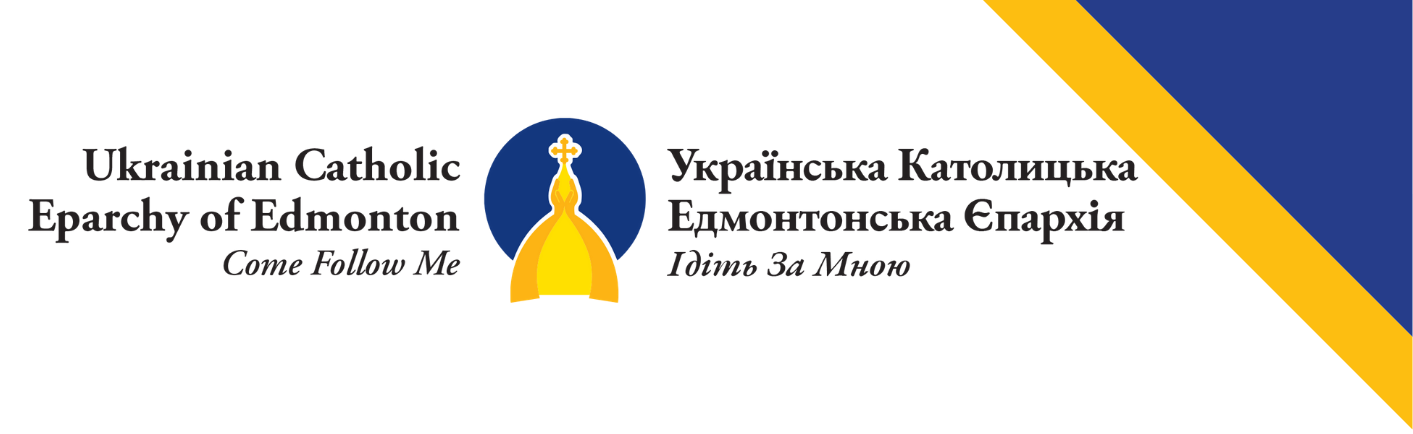 Ukrainian Catholic
Eparchy of Edmonton
Come Follow Me
Українська Католицька
Едмонтонська Єпархія
Ідіть За Мною